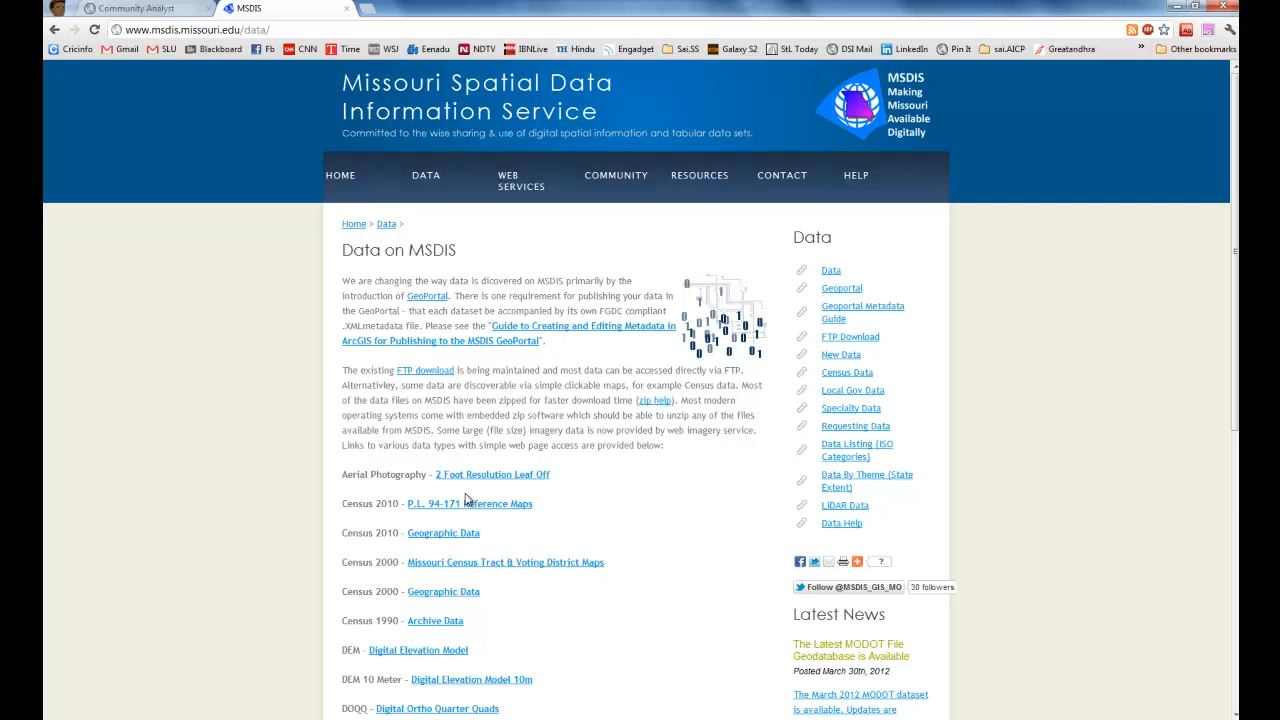 Community Analyst
MSDIS
www.msdis.missouri.edu/data/
Cricinfo
Gmail
SLU
Blackboard
Fb
CNN
Time
WSJ
Eenadu
NDTV
IBNLive
Hindu
Engadget
Sai.SS
Galaxy S2
Stl Today
DSI Mail
LinkedIn
Pin It
sai.AICP
Greatandhra
Other bookmarks
Missouri Spatial Data
Information Service
Committed to the wise sharing & use of digital spatial information and tabular data sets.
MSDIS
Making
Missouri
Available
Digitally
HOME
DATA
WEB
SERVICES
COMMUNITY
RESOURCES
CONTACT
HELP
Home > Data >
Data on MSDIS
We are changing the way data is dicovered on MSDIS primarily by the
introduction of GeoPortal. There is one requirement for publishing your data in
the GeoPortal - that each dataset be accompanied by its own FGDC compliant
.XMLmetadata file. Please see the "Guide to Creating and Editing Metadata in
ArcGIS for Publishing to the MSDIS GeoPortal".
The existing FTP download is being maintained and most data can be accessed directly via FTP.
Alternativley, some data are discoverable via simple clickable maps, for example Census data. Most
of the data files on MSDIS have been zipped for faster download time (zip help). Most modern
operating systems come with embedded zip software which should be able to unzip any of the files
available from MSDIS. Some large (file size) imagery data is now provided by web imagery service.
Links to various data types with simple web page access are provided below:
Aerial Photography - 2 Foot Resolution Leaf Off
Census 2010 - P.L. 94-171 Reference Maps
Census 2010 - Geographic Data
Census 2000 - Missouri Census Tract & Voting District Maps
Census 2000 - Geographic Data
Census 1990 - Archive Data
DEM - Digital Elevation Model
DEM 10 Meter - Digital Elevation Model 10m
DOQQ - Digital Ortho Quarter Quads
Data
Data
Geoportal
Geoportal Metadata
Guide
FTP Download
New Data
Census Data
Local Gov Data
Specialty Data
Requesting Data
Data Listing (ISO
Categories)
Data By Theme (State
Extent)
LiDAR Data
Data Help
?
Follow @MSDIS_GIS_MO
30 followers
Latest News
The Latest MODOT File
Geodatabase is Available
Posted March 30th, 2012
The March 2012 MODOT dataset
is available. Updates are